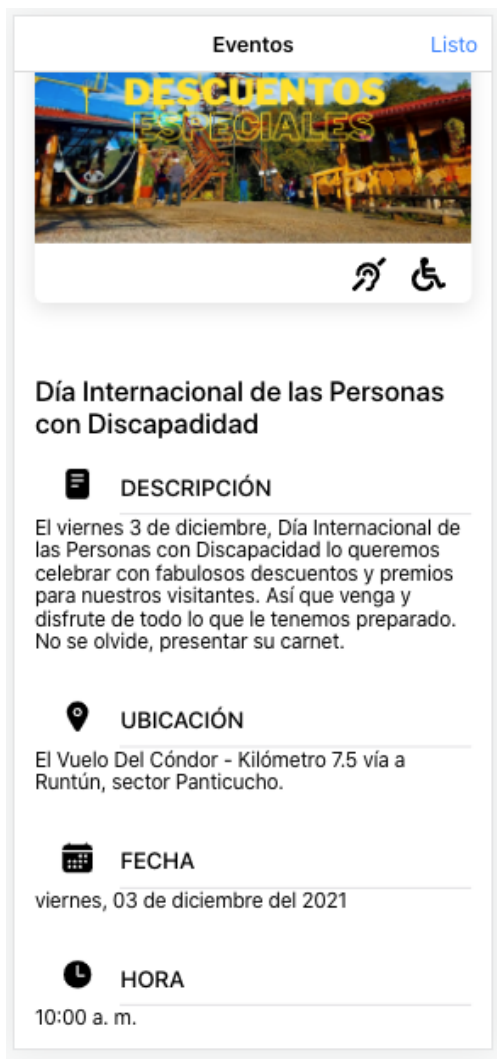 Eventos
Listo
DESCUENTOS
ESPECIALES
Día Internacional de las Personas
con Discapadidad
DESCRIPCIÓN
El viernes 3 de diciembre, Día Internacional de
las Personas con Discapacidad lo queremos
celebrar con fabulosos descuentos y premios
para nuestros visitantes. Así que venga y
disfrute de todo lo que le tenemos preparado.
No se olvide, presentar su carnet.
UBICACIÓN
El Vuelo Del Cóndor - Kilómetro 7.5 vía a
Runtún, sector Panticucho.
FECHA
viernes, 03 de diciembre del 2021
HORA
10:00 a. m.